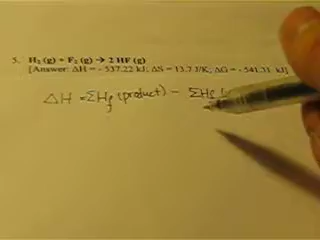 5. H₂ (g) + F₂ (g) → 2 HF (g)
[Answer: ΔH = - 537.22 kJ; ΔS = 13.7 J/K; ΔG = - 541.31 kJ]
ΔH = ΣHf (product) - ΣHf (